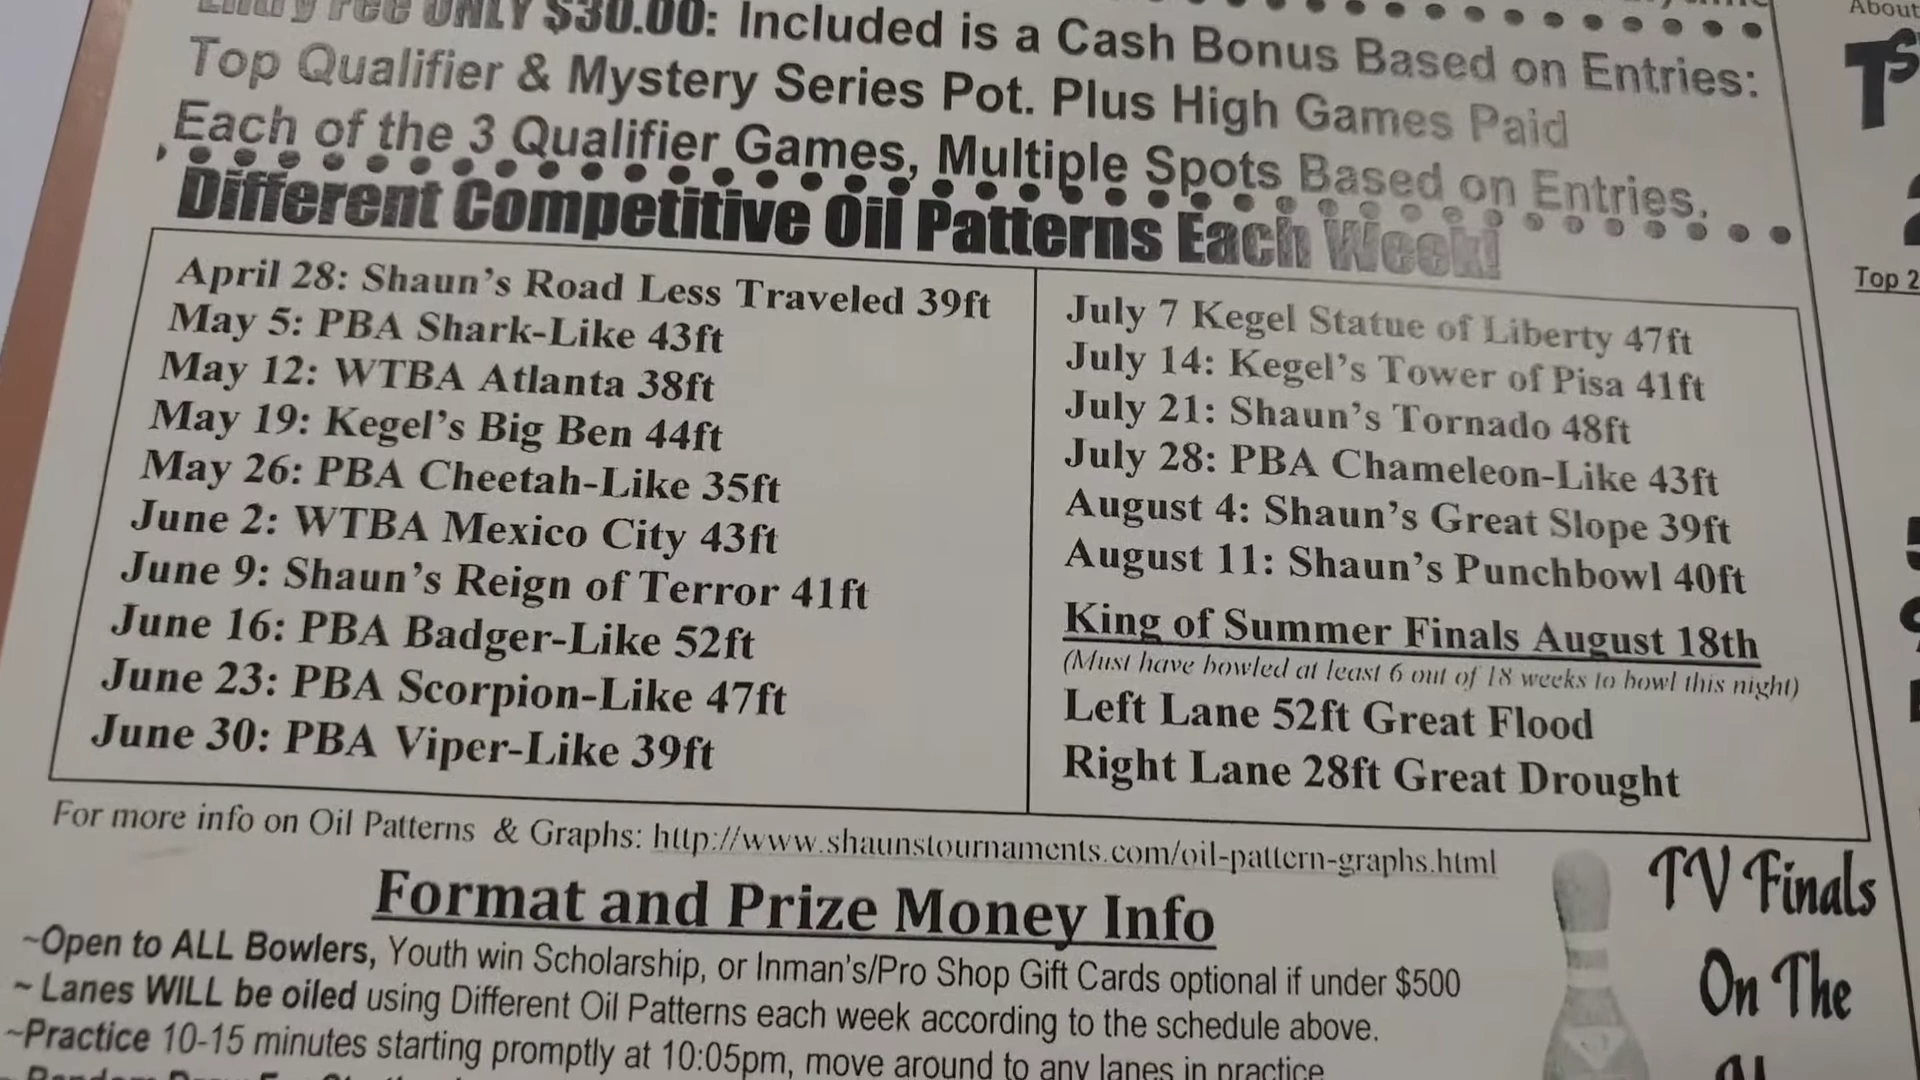 Entry Fee ONLY $30.00: Included is a Cash Bonus Based on Entries:
Top Qualifier & Mystery Series Pot. Plus High Games Paid
Each of the 3 Qualifier Games, Multiple Spots Based on Entries.
Different Competitive Oil Patterns Each Week!
April 28: Shaun's Road Less Traveled 39ft
May 5: PBA Shark-Like 43ft
May 12: WTBA Atlanta 38ft
May 19: Kegel's Big Ben 44ft
May 26: PBA Cheetah-Like 35ft
June 2: WTBA Mexico City 43ft
June 9: Shaun's Reign of Terror 41ft
June 16: PBA Badger-Like 52ft
June 23: PBA Scorpion-Like 47ft
June 30: PBA Viper-Like 39ft
July 7 Kegel Statue of Liberty 47ft
July 14: Kegel's Tower of Pisa 41ft
July 21: Shaun's Tornado 48ft
July 28: PBA Chameleon-Like 43ft
August 4: Shaun's Great Slope 39ft
August 11: Shaun's Punchbowl 40ft
King of Summer Finals August 18th
(Must have bowled at least 6 out of 18 weeks to bowl this night)
Left Lane 52ft Great Flood
Right Lane 28ft Great Drought
For more info on Oil Patterns & Graphs: http://www.shaunstournaments.com/oil-pattern-graphs.html
Format and Prize Money Info
~Open to ALL Bowlers, Youth win Scholarship, or Inman's/Pro Shop Gift Cards optional if under $500
~ Lanes WILL be oiled using Different Oil Patterns each week according to the schedule above.
~Practice 10-15 minutes starting promptly at 10:05pm, move around to any lanes in practice
TV Finals
On The
About
Top 2